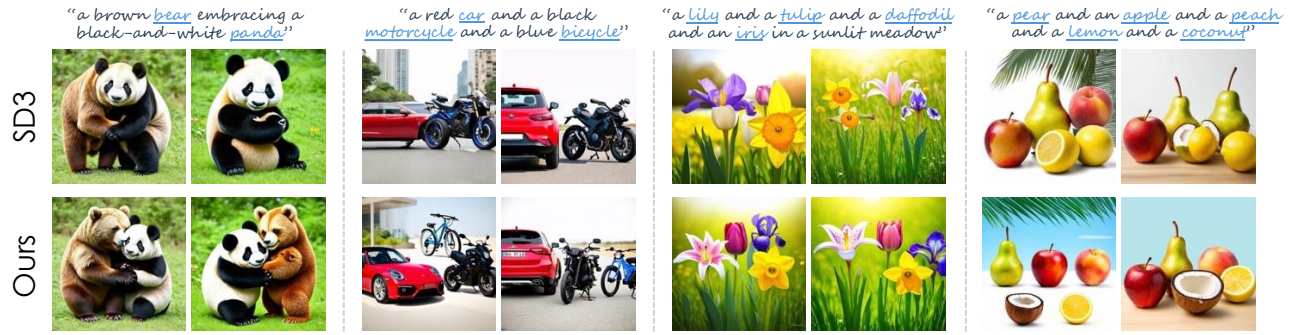 “a brown bear embracing a
black-and-white panda”
“a red car and a black
motorcycle and a blue bicycle”
“a lily and a tulip and a daffodil
and an iris in a sunlit meadow”
“a pear and an apple and a peach
and a lemon and a coconut”
SD3
Ours